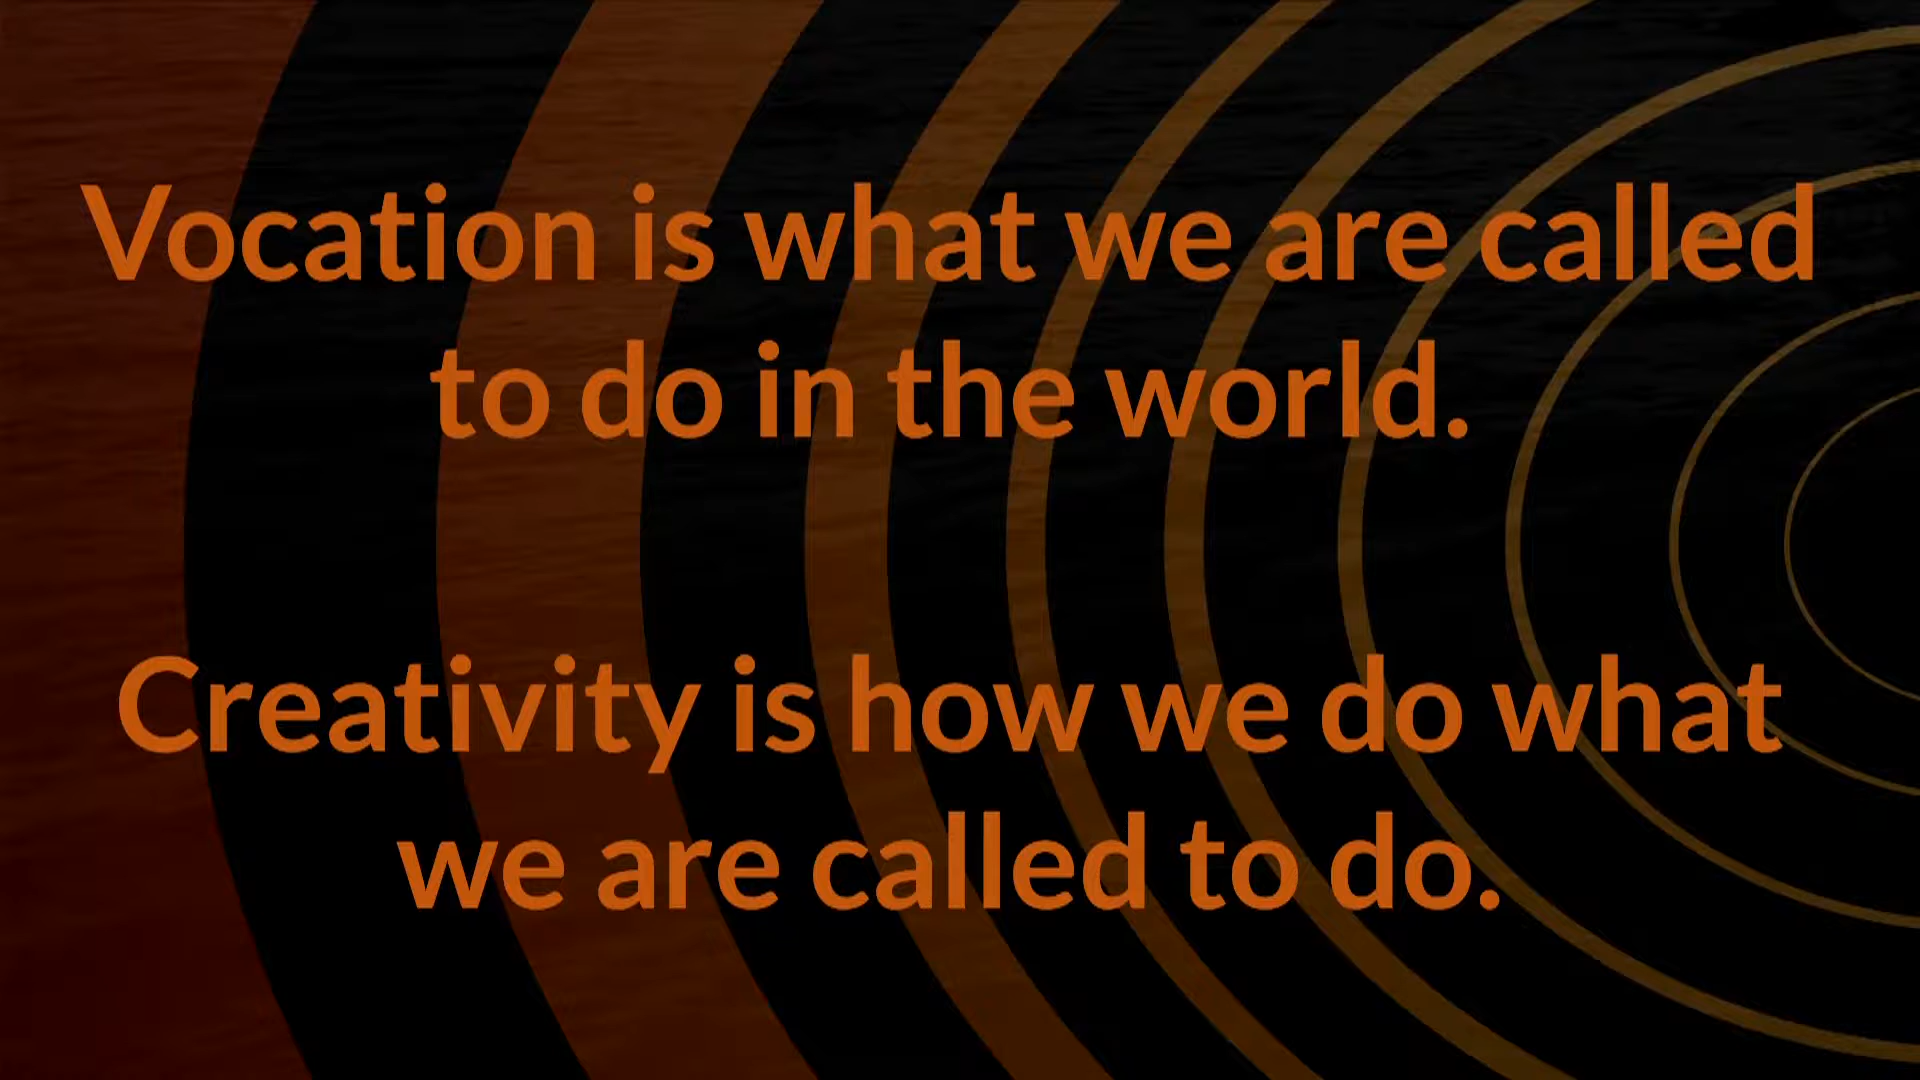 Vocation is what we are called
to do in the world.
Creativity is how we do what
we are called to do.